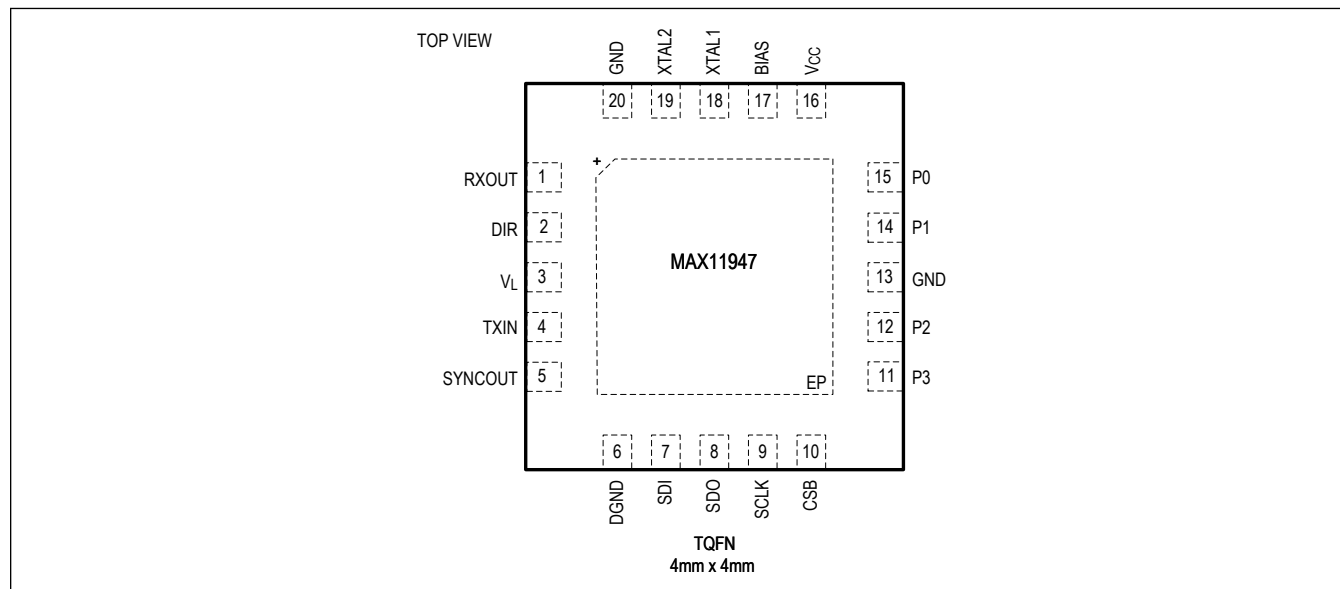 TOP VIEW
GND
XTAL2
XTAL1
BIAS
VCC
20
19
18
17
16
RXOUT
1
DIR
2
VL
3
TXIN
4
SYNCOUT
5
+
MAX11947
EP
15
P0
14
P1
13
GND
12
P2
11
P3
6
7
8
9
10
DGND
SDI
SDO
SCLK
CSB
TQFN
4mm x 4mm